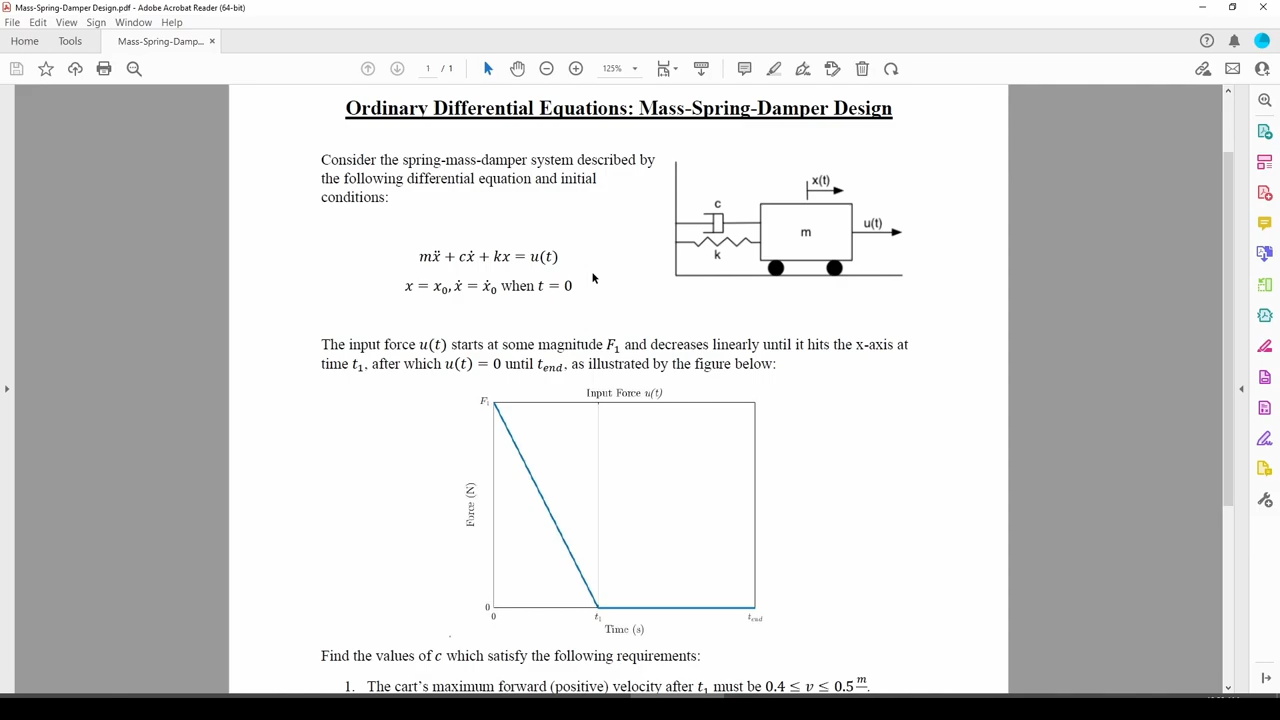 Mass-Spring-Damper Design.pdf - Adobe Acrobat Reader (64-bit)
File Edit View Sign Window Help
Home Tools Mass-Spring-Damp... ×
1 / 1 125%
Ordinary Differential Equations: Mass-Spring-Damper Design
Consider the spring-mass-damper system described by
the following differential equation and initial
conditions:
x(t)
c
u(t)
m
k
mẍ + cẋ + kx = u(t)
x = x₀, ẋ = ẋ₀ when t = 0
The input force u(t) starts at some magnitude F₁ and decreases linearly until it hits the x-axis at
time t₁, after which u(t) = 0 until t_end, as illustrated by the figure below:
Input Force u(t)
F₁
Force (N)
0
0 t₁ t_end
Time (s)
Find the values of c which satisfy the following requirements:
1. The cart's maximum forward (positive) velocity after t₁ must be 0.4 ≤ v ≤ 0.5 m